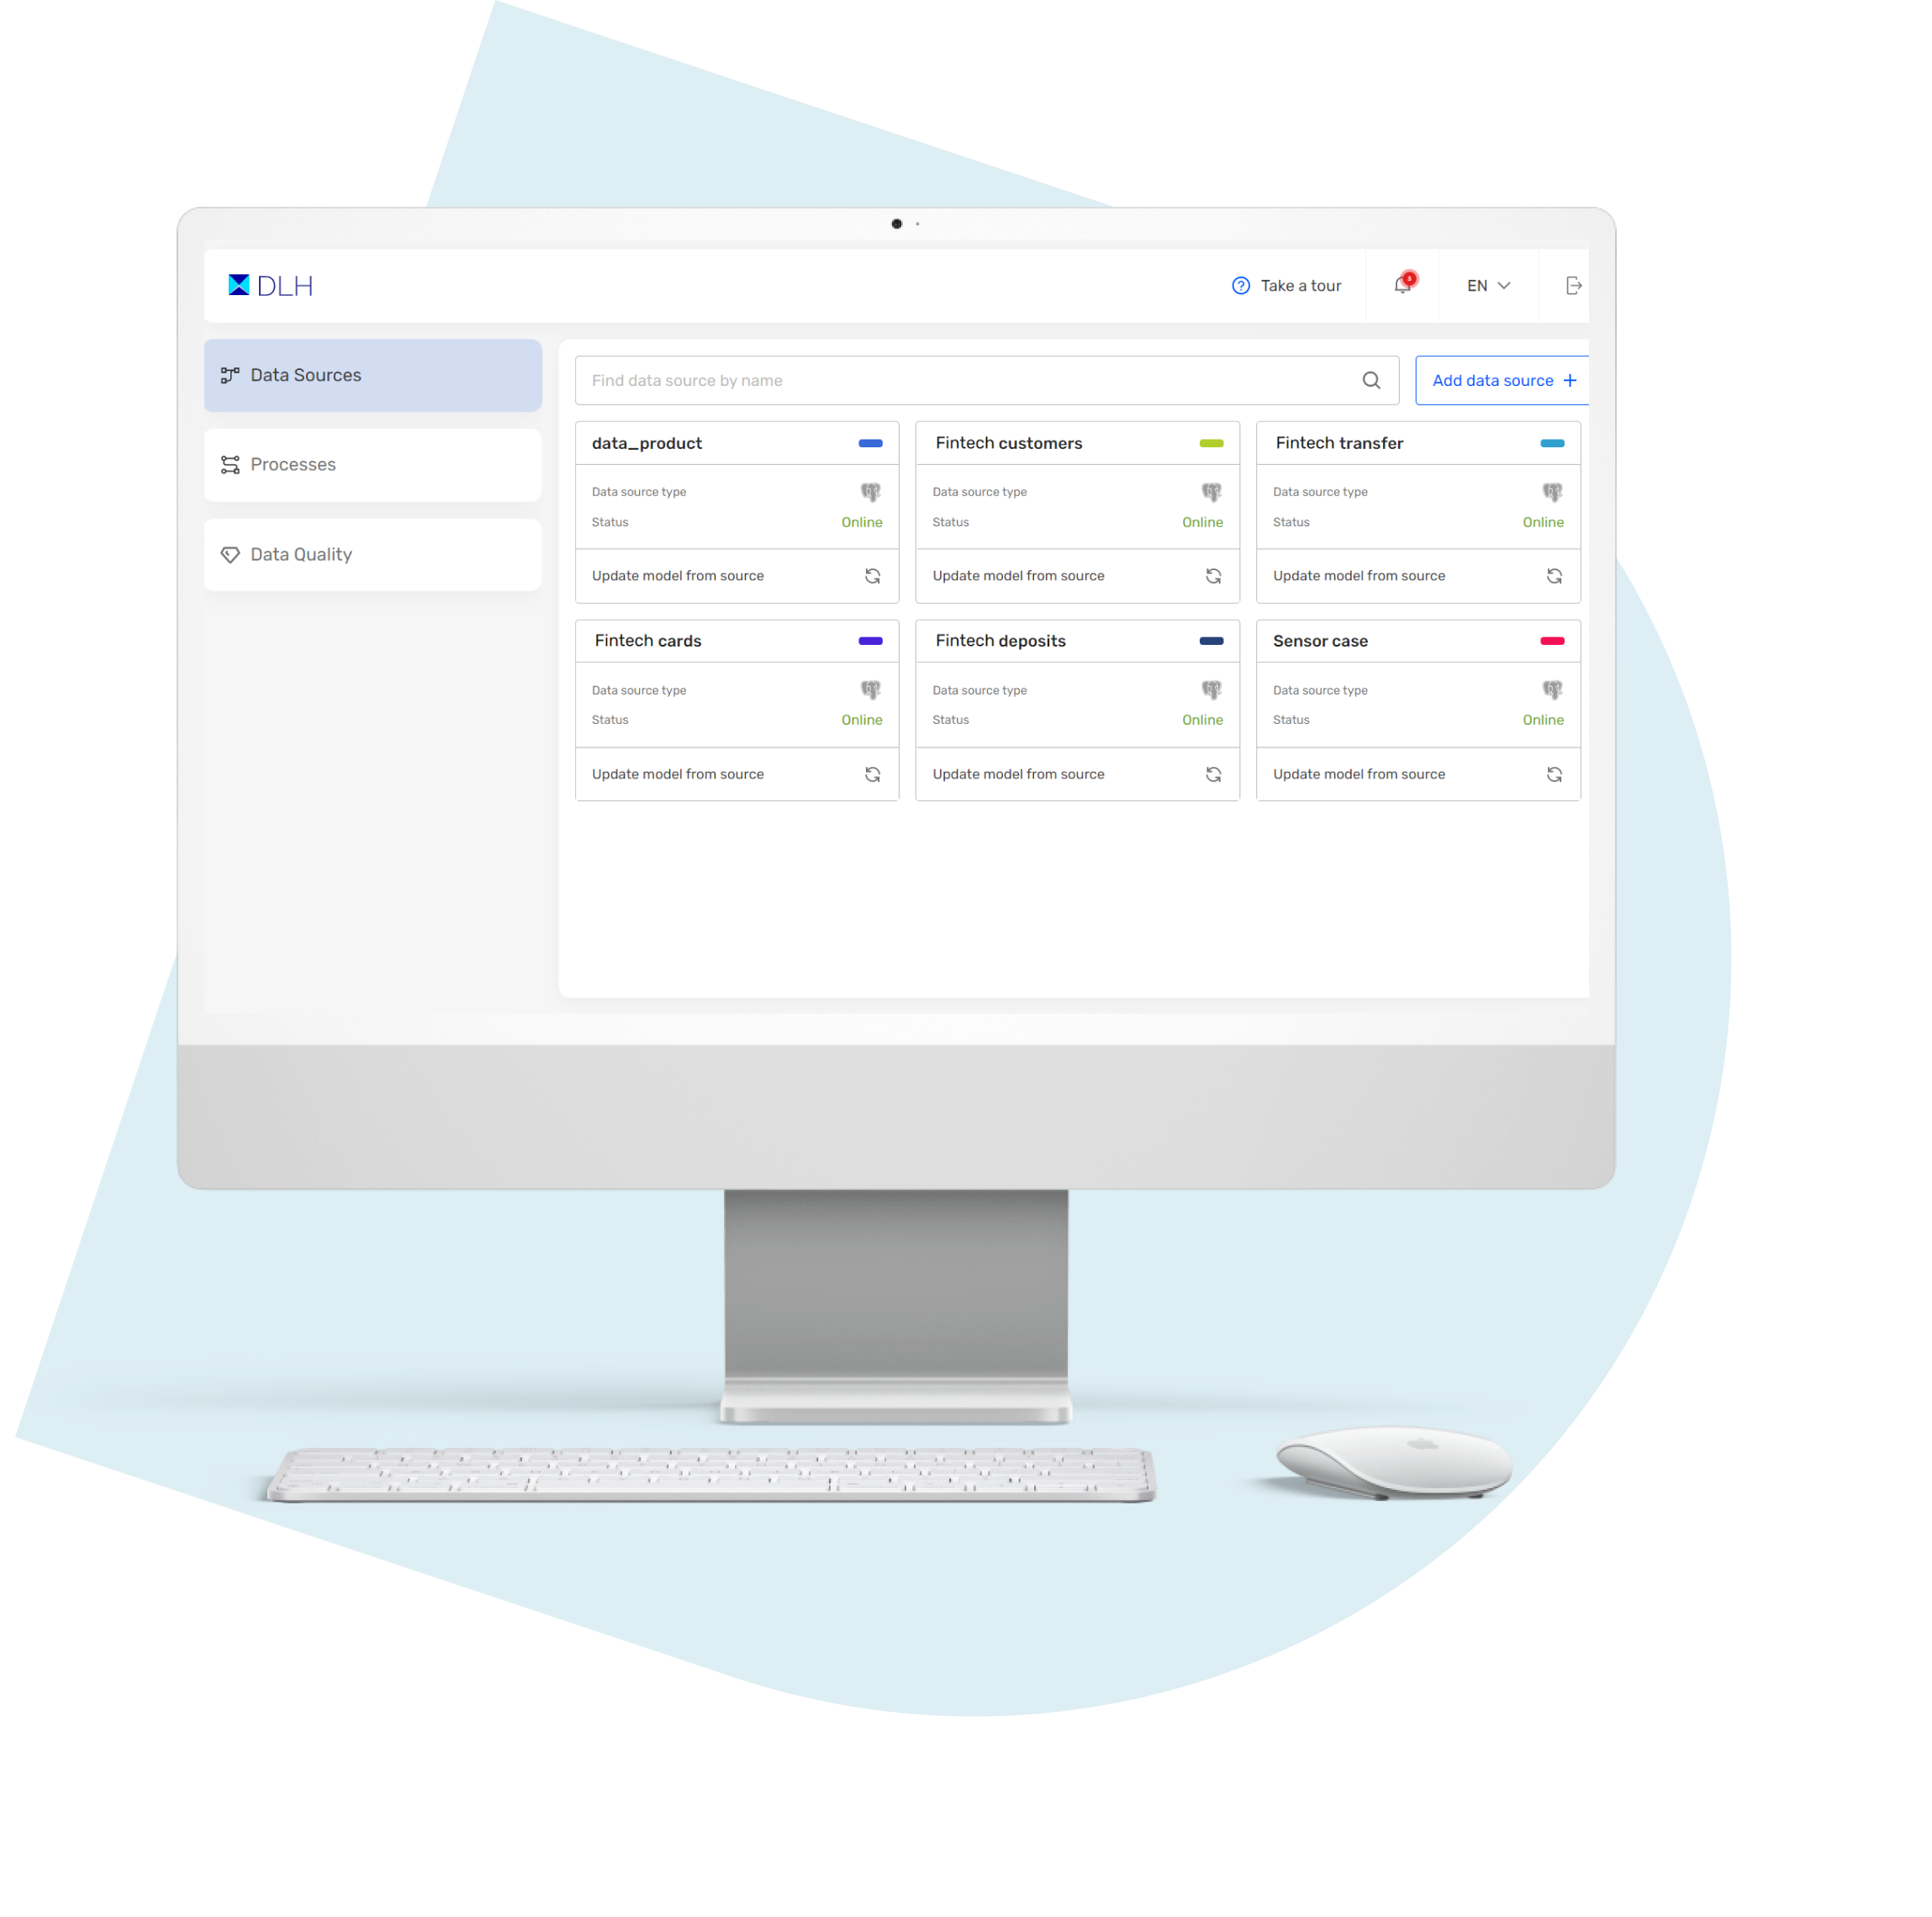 DLH
Take a tour
3
EN
Data Sources
Processes
Data Quality
Find data source by name
Add data source +
data_product
Data source type
Status Online
Update model from source
Fintech customers
Data source type
Status Online
Update model from source
Fintech transfer
Data source type
Status Online
Update model from source
Fintech cards
Data source type
Status Online
Update model from source
Fintech deposits
Data source type
Status Online
Update model from source
Sensor case
Data source type
Status Online
Update model from source